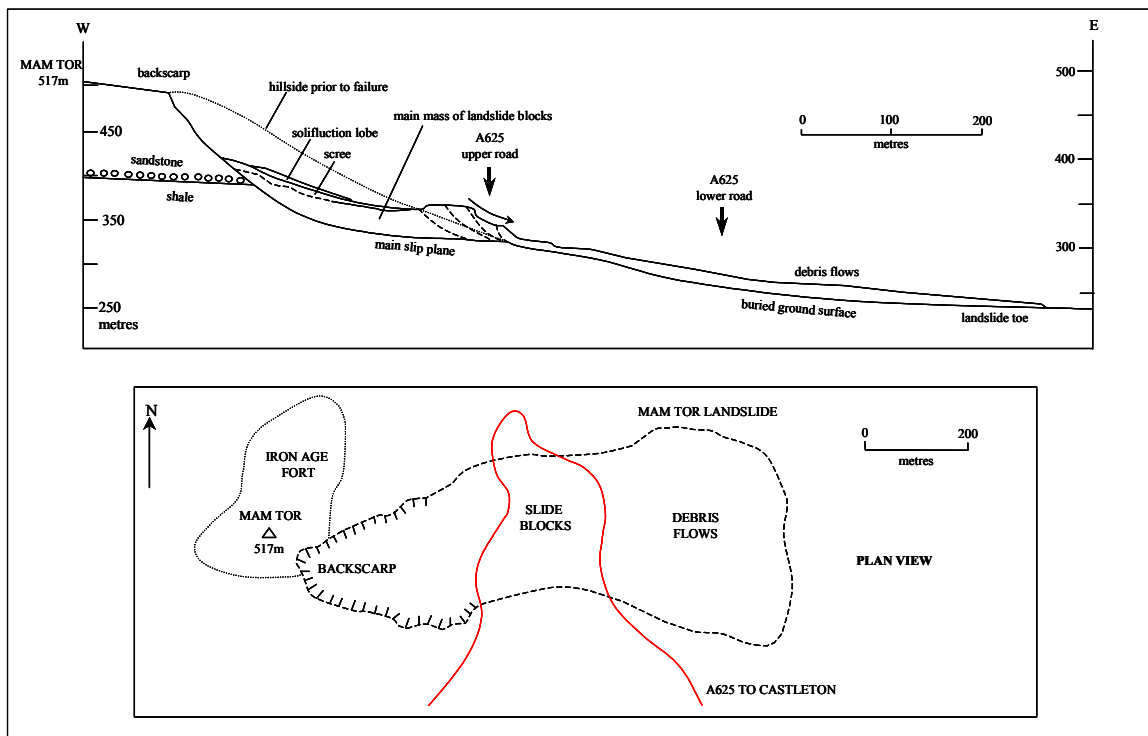 W
E
MAM TOR
517m
backscarp
hillside prior to failure
main mass of landslide blocks
solifluction lobe
scree
A625
upper road
A625
lower road
0 100 200
metres
500
400
300
450
350
250
metres
sandstone
shale
main slip plane
debris flows
buried ground surface
landslide toe
N
IRON AGE
FORT
MAM TOR
517m
BACKSCARP
SLIDE
BLOCKS
DEBRIS
FLOWS
MAM TOR LANDSLIDE
0 200
metres
PLAN VIEW
A625 TO CASTLETON